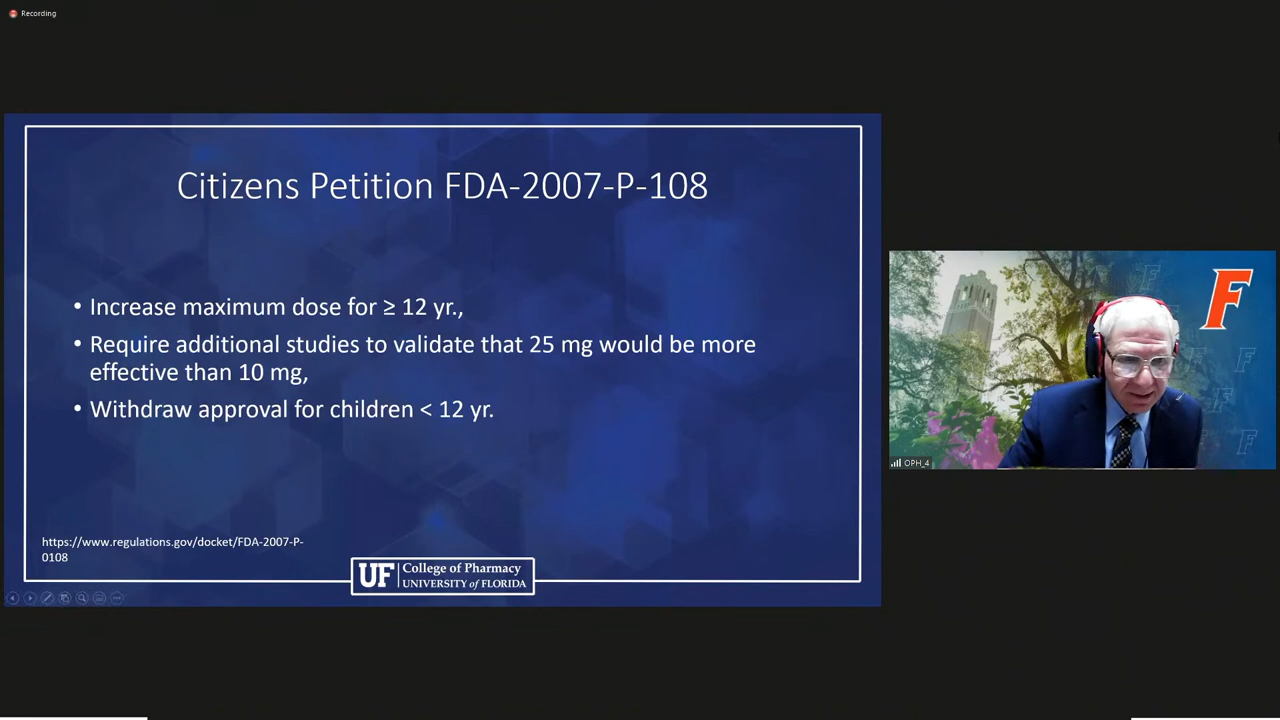 Recording
Citizens Petition FDA-2007-P-108
• Increase maximum dose for ≥ 12 yr.,
• Require additional studies to validate that 25 mg would be more
effective than 10 mg,
• Withdraw approval for children < 12 yr.
https://www.regulations.gov/docket/FDA-2007-P-
0108
UF College of Pharmacy
UNIVERSITY of FLORIDA
F
F
F
F
F
OPH_4